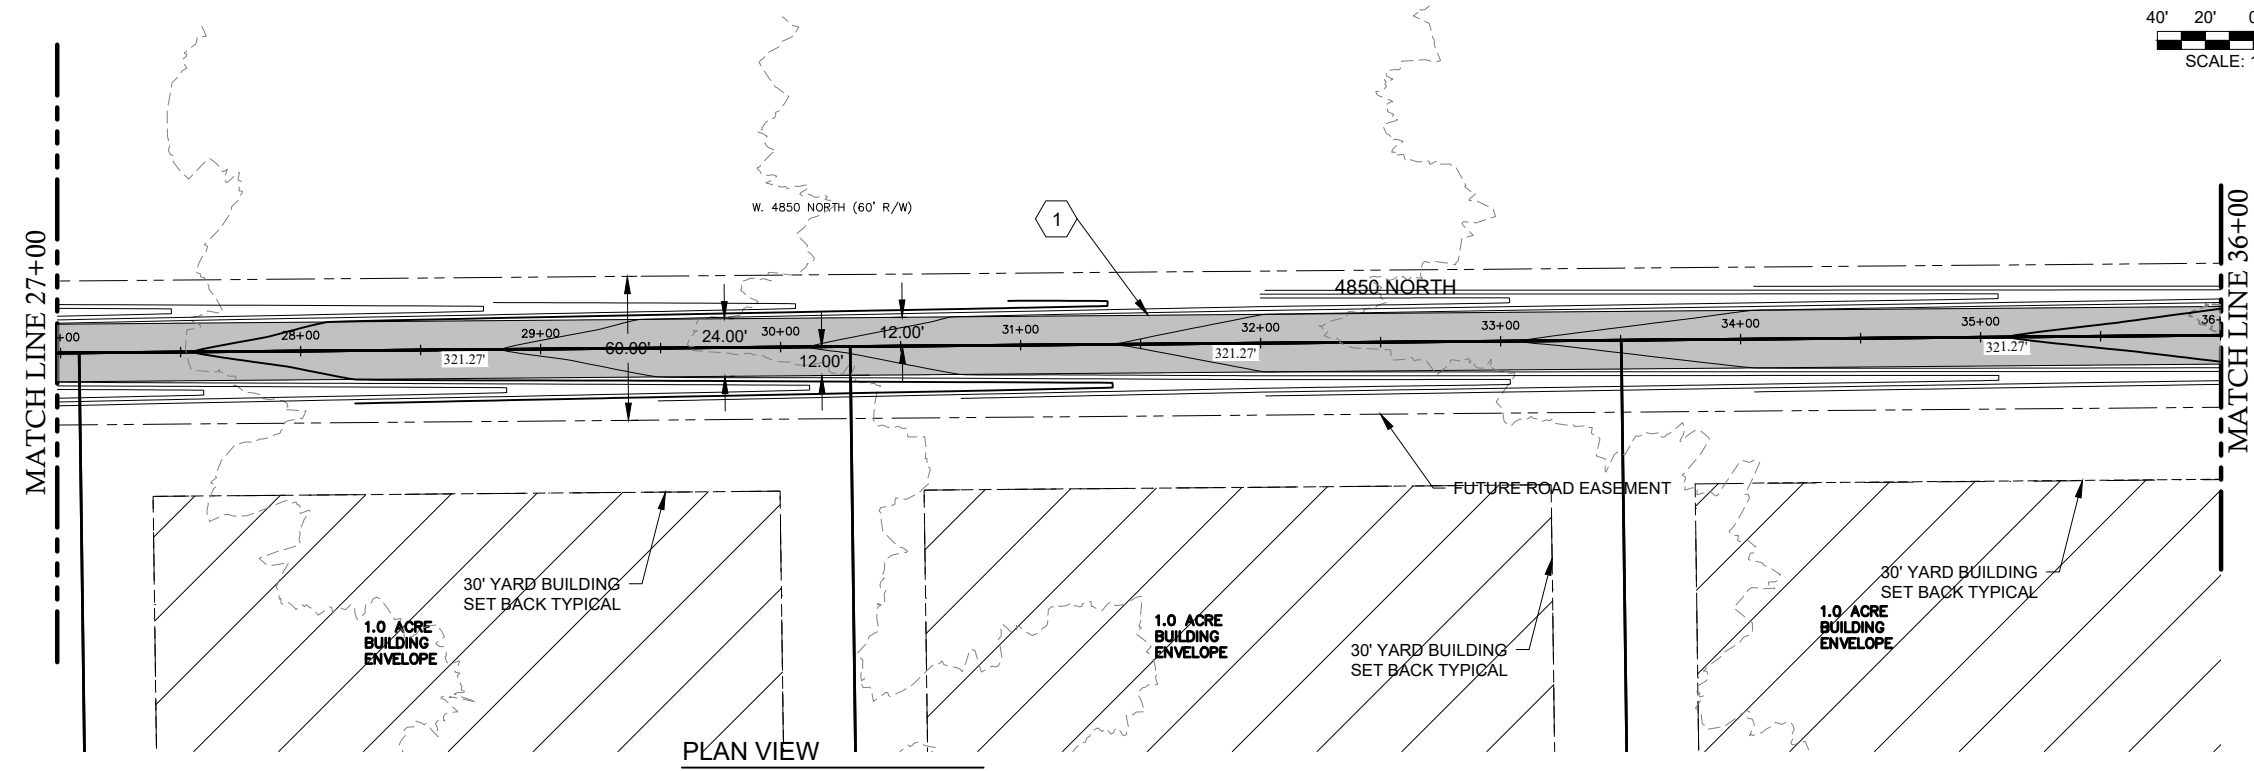 40' 20' 0
SCALE: 1
W. 4850 NORTH (60' R/W)
1
MATCH LINE 27+00
MATCH LINE 36+00
4850 NORTH
+00
28+00
29+00
30+00
31+00
32+00
33+00
34+00
35+00
36+
321.27'
60.00'
24.00'
12.00'
12.00'
321.27'
321.27'
FUTURE ROAD EASEMENT
30' YARD BUILDING
SET BACK TYPICAL
1.0 ACRE
BUILDING
ENVELOPE
1.0 ACRE
BUILDING
ENVELOPE
30' YARD BUILDING
SET BACK TYPICAL
30' YARD BUILDING
SET BACK TYPICAL
1.0 ACRE
BUILDING
ENVELOPE
PLAN VIEW